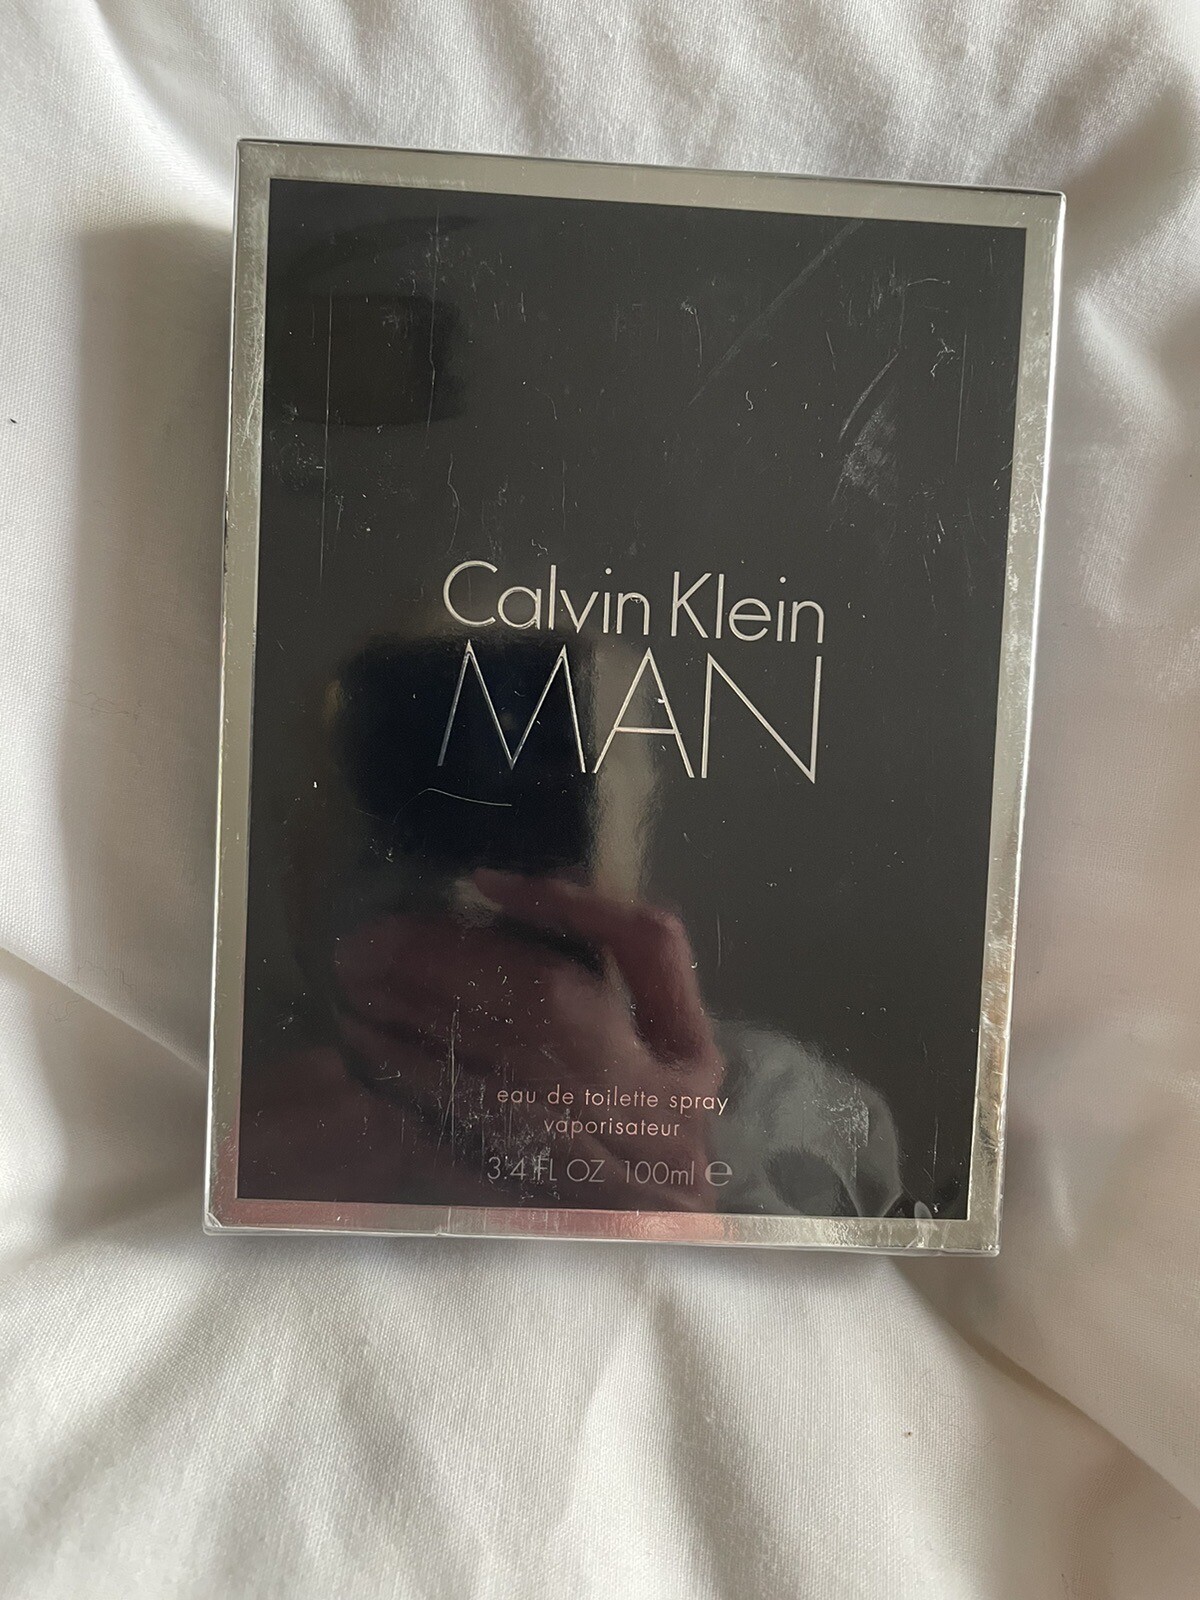 Calvin Klein
MAN
eau de toilette spray
vaporisateur
3.4 FL OZ 100ml ℮